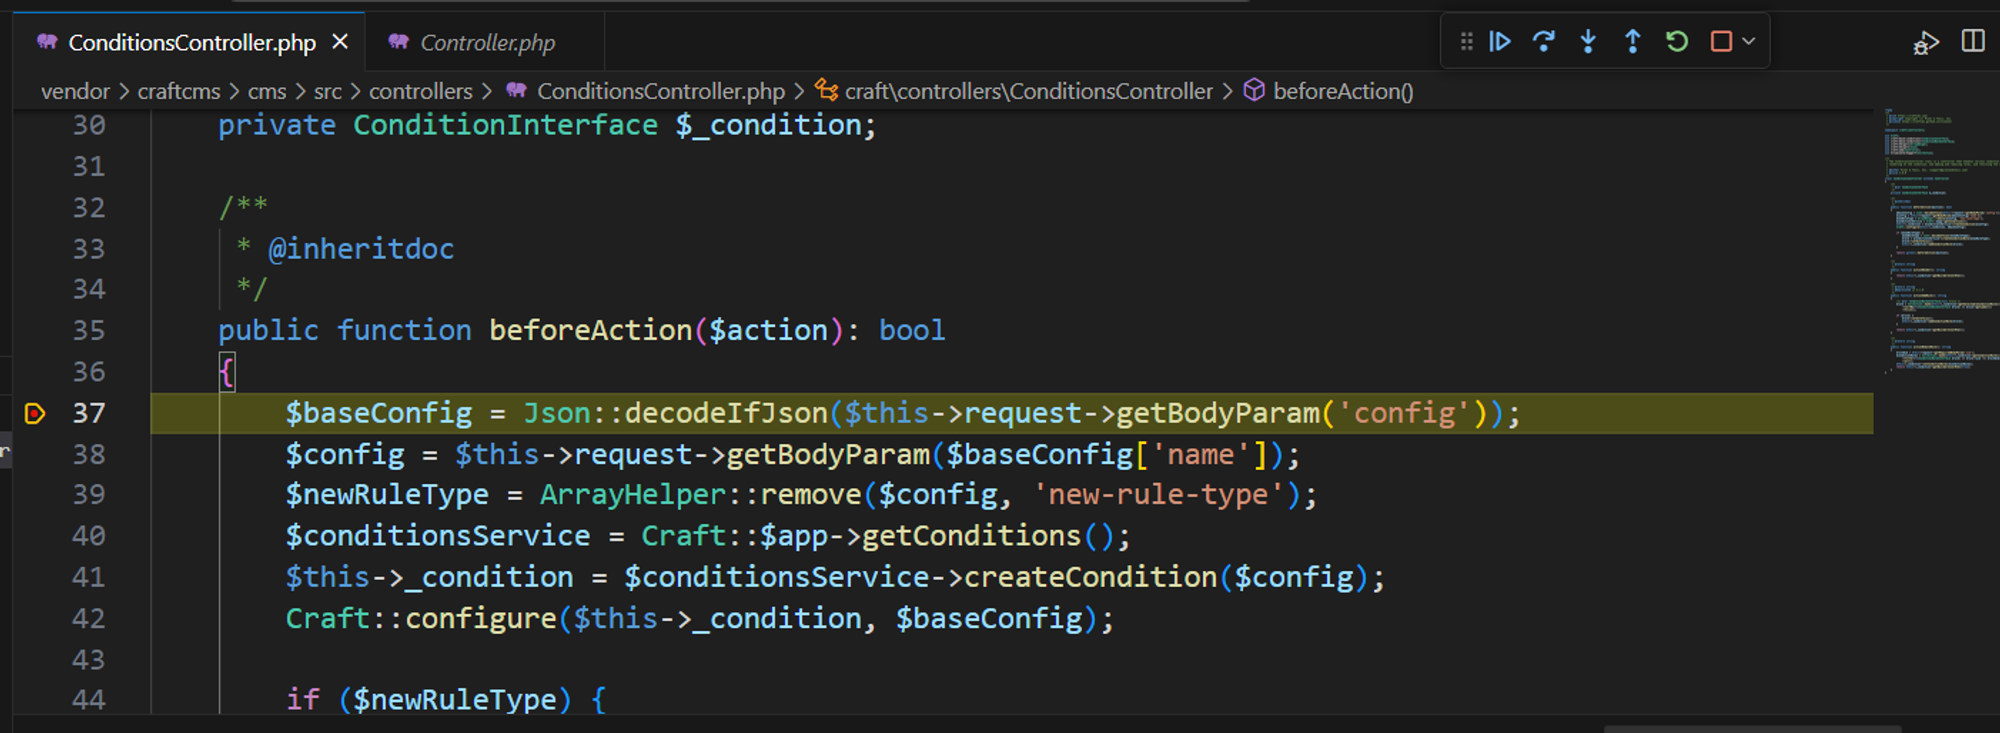 ConditionsController.php Controller.php
vendor > craftcms > cms > src > controllers > ConditionsController.php > craft\controllers\ConditionsController > beforeAction()
30 private ConditionInterface $_condition;
31
32 /**
33 * @inheritdoc
34 */
35 public function beforeAction($action): bool
36 {
37 $baseConfig = Json::decodeIfJson($this->request->getBodyParam('config'));
38 $config = $this->request->getBodyParam($baseConfig['name']);
39 $newRuleType = ArrayHelper::remove($config, 'new-rule-type');
40 $conditionsService = Craft::$app->getConditions();
41 $this->_condition = $conditionsService->createCondition($config);
42 Craft::configure($this->_condition, $baseConfig);
43
44 if ($newRuleType) {